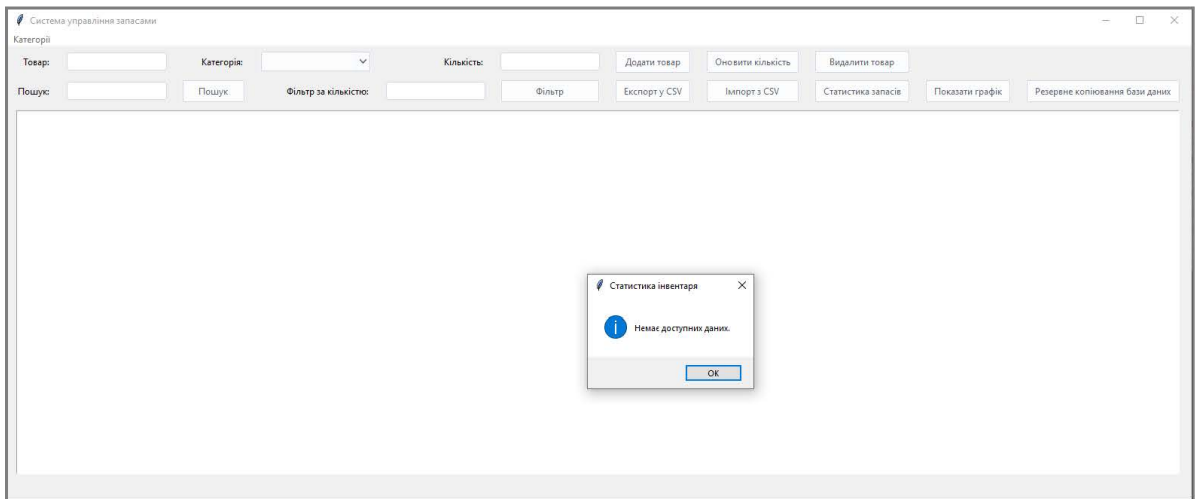 Система управління запасами
Категорії
Товар: Категорія: Кількість: Додати товар Оновити кількість Видалити товар
Пошук: Пошук Фільтр за кількістю: Фільтр Експорт у CSV Імпорт з CSV Статистика запасів Показати графік Резервне копіювання бази даних
Статистика інвентаря
Немає доступних даних.
OK